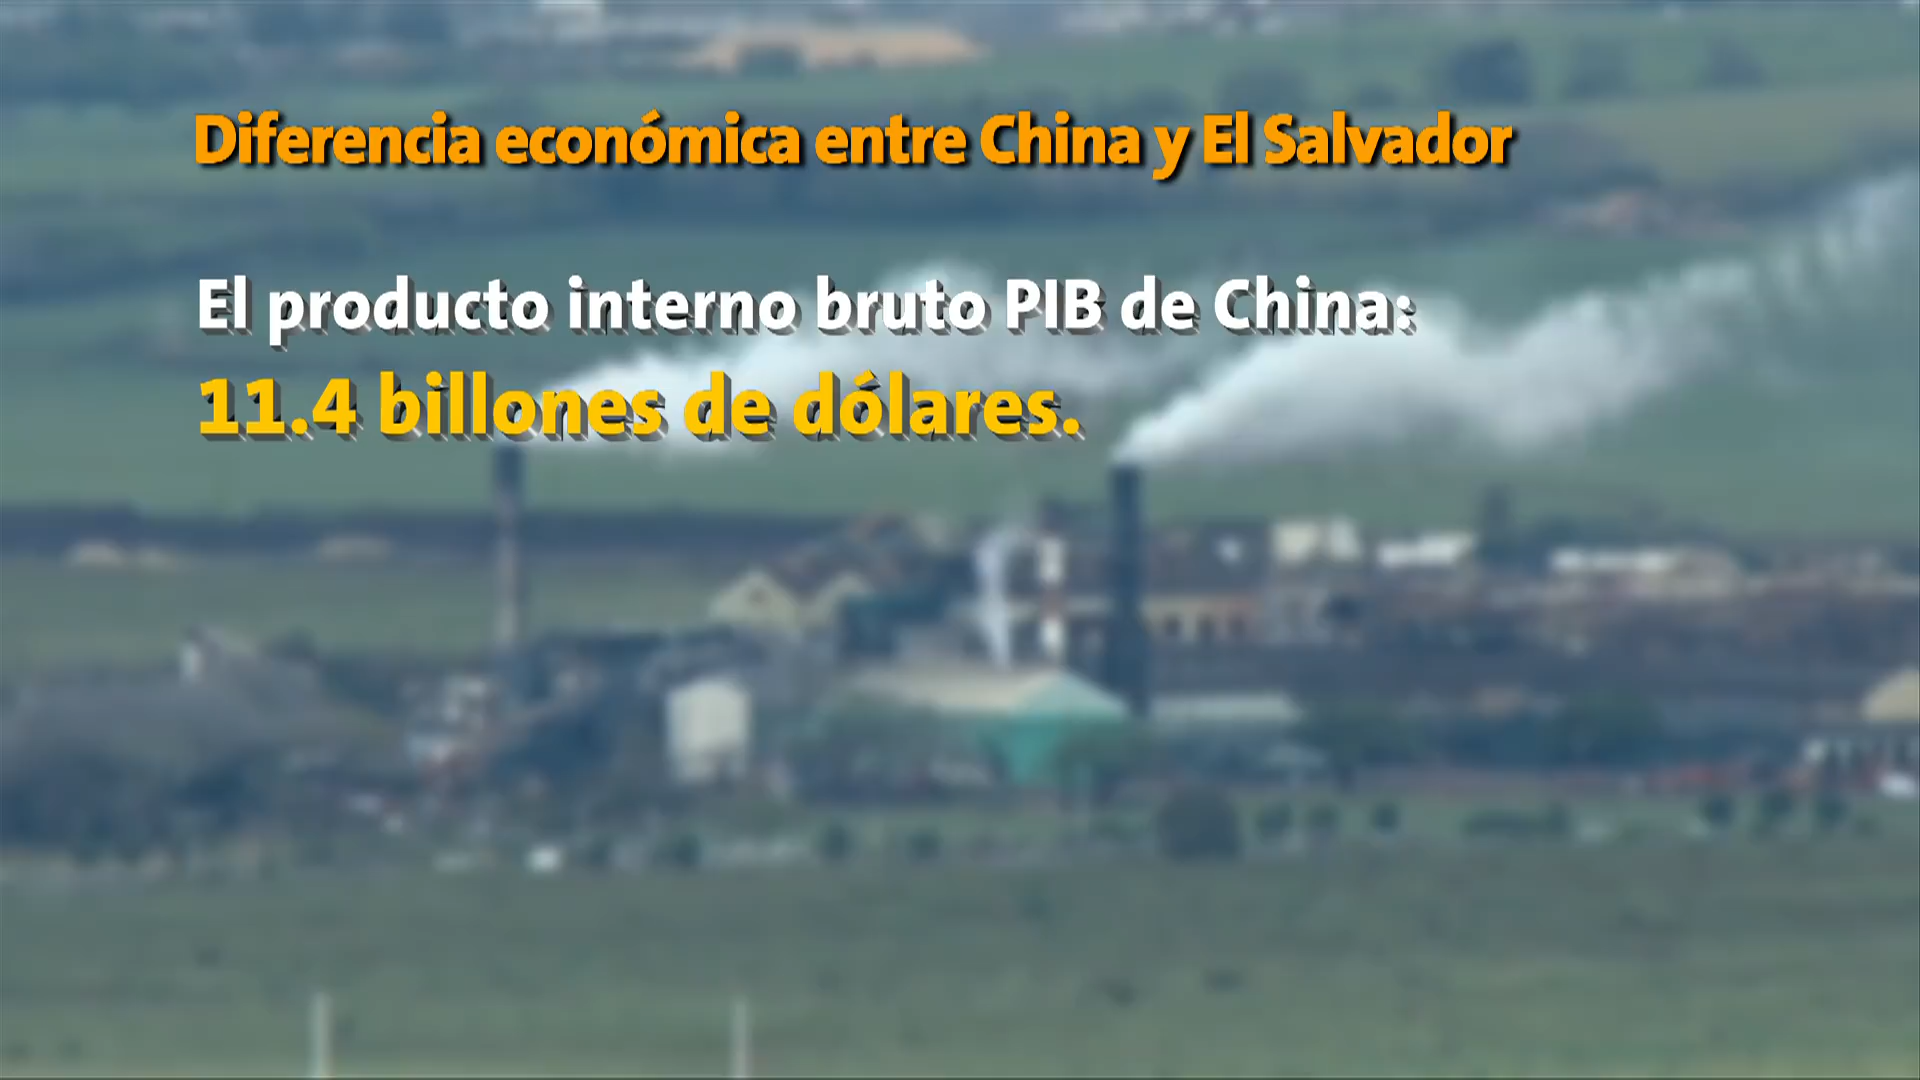 Diferencia económica entre China y El Salvador
El producto interno bruto PIB de China:
11.4 billones de dólares.